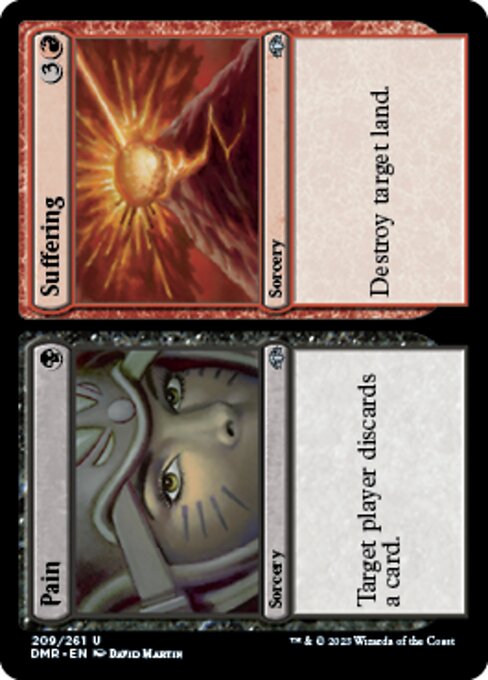 Pain
Sorcery
Target player discards
a card.
Suffering
3
Sorcery
Destroy target land.
209/261 U
DMR • EN David Martin
™ & © 2023 Wizards of the Coast